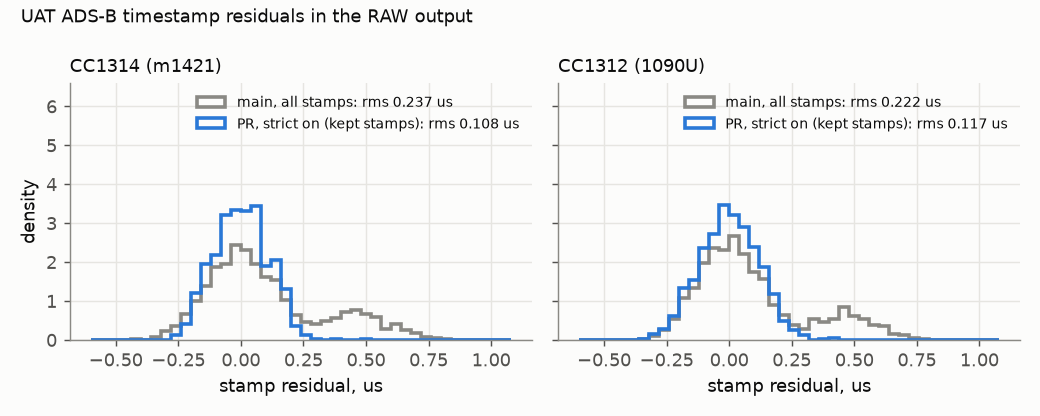 UAT ADS-B timestamp residuals in the RAW output
CC1314 (m1421)
main, all stamps: rms 0.237 us
PR, strict on (kept stamps): rms 0.108 us
density
6
5
4
3
2
1
0
−0.50 −0.25 0.00 0.25 0.50 0.75 1.00
stamp residual, us
CC1312 (1090U)
main, all stamps: rms 0.222 us
PR, strict on (kept stamps): rms 0.117 us
−0.50 −0.25 0.00 0.25 0.50 0.75 1.00
stamp residual, us